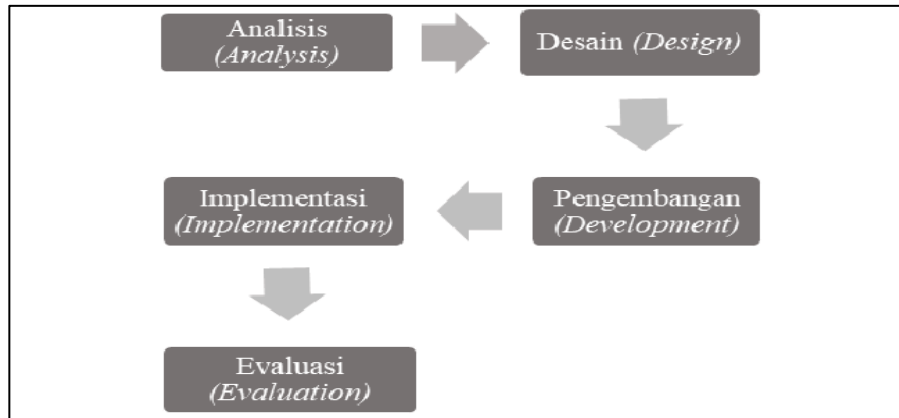 Analisis
(Analysis)
Desain (Design)
Pengembangan
(Development)
Implementasi
(Implementation)
Evaluasi
(Evaluation)